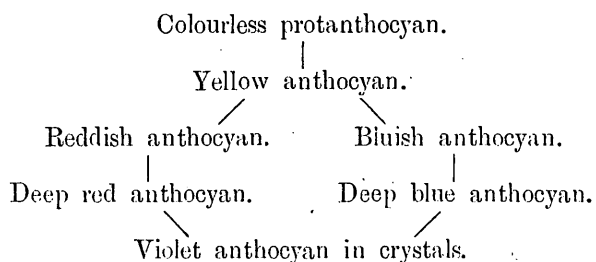 Colourless protanthocyan.
Yellow anthocyan.
Reddish anthocyan. Bluish anthocyan.
Deep red anthocyan. Deep blue anthocyan.
Violet anthocyan in crystals.